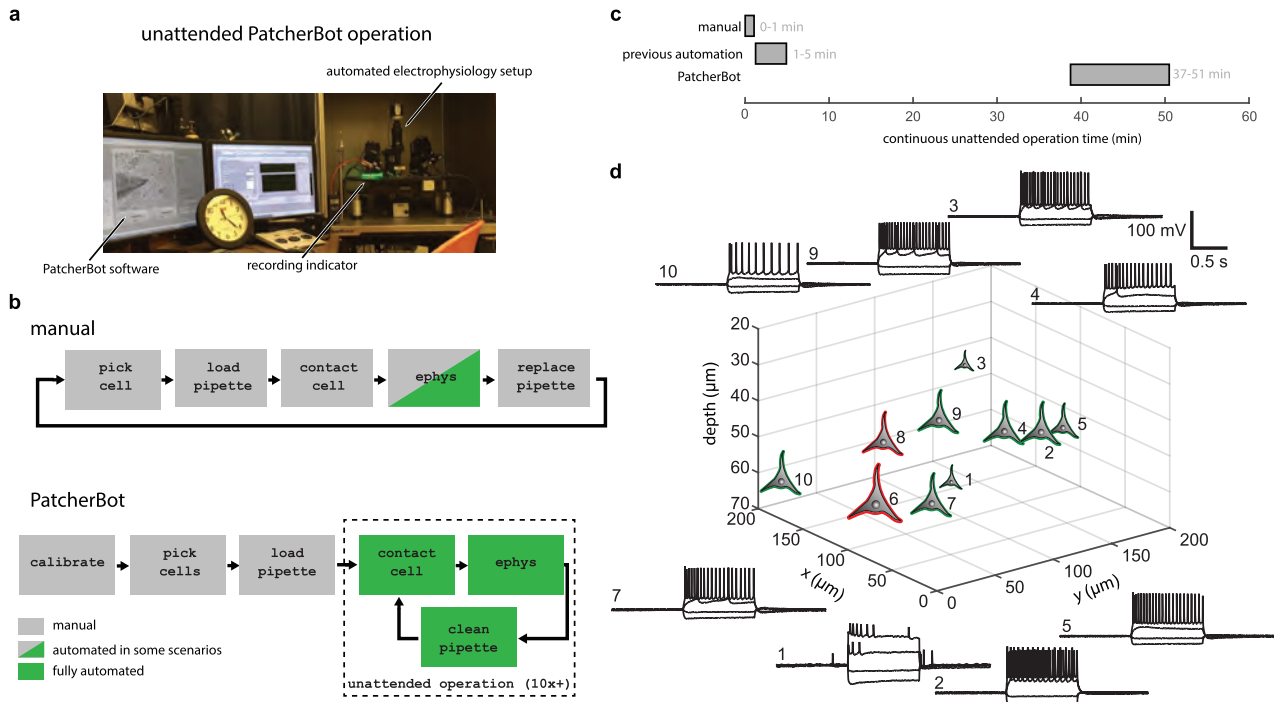 a
unattended PatcherBot operation
automated electrophysiology setup
PatcherBot software
recording indicator
b
manual
pick cell
load pipette
contact cell
ephys
replace pipette
PatcherBot
calibrate
pick cells
load pipette
contact cell
ephys
clean pipette
unattended operation (10x+)
manual
automated in some scenarios
fully automated
c
manual
0-1 min
previous automation
1-5 min
PatcherBot
37-51 min
0 10 20 30 40 50 60
continuous unattended operation time (min)
d
3
100 mV
0.5 s
9
10
4
20
30
40
50
60
70
depth (μm)
200
150
100
50
0
x (μm)
0
50
100
150
200
y (μm)
3
9
4
5
2
8
10
1
6
7
7
5
1
2